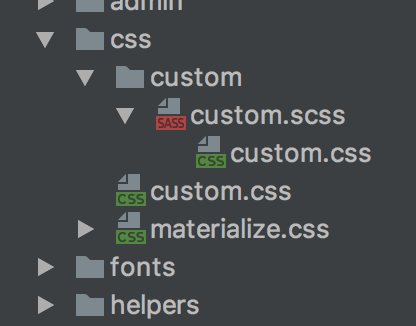 admin
css
custom
SASS custom.scss
CSS custom.css
CSS custom.css
CSS materialize.css
fonts
helpers